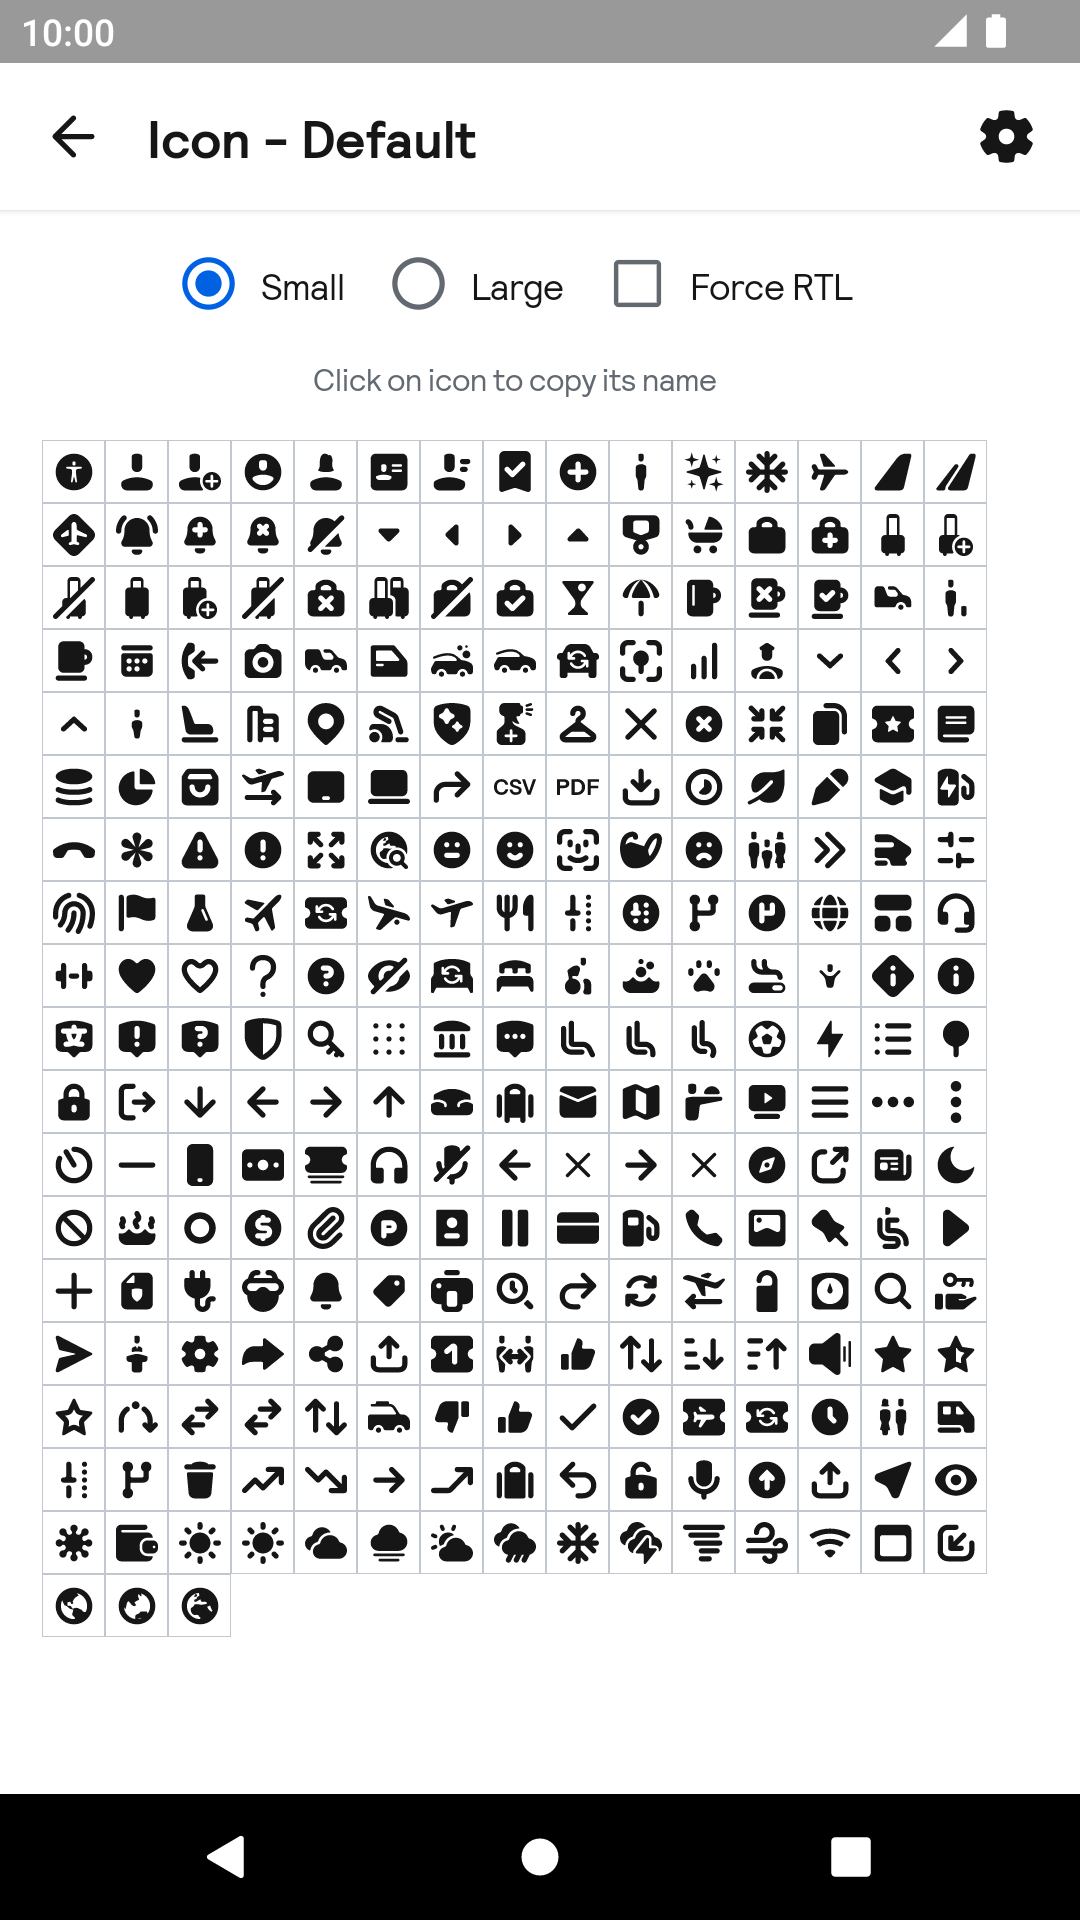 10:00
Icon - Default
Small Large Force RTL
Click on icon to copy its name
CSV PDF